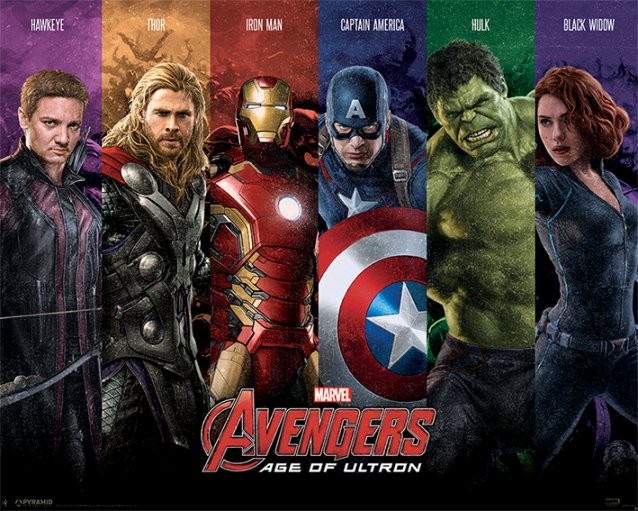 HAWKEYE
THOR
IRON MAN
CAPTAIN AMERICA
HULK
BLACK WIDOW
A
MARVEL
AVENGERS
AGE OF ULTRON
PYRAMID